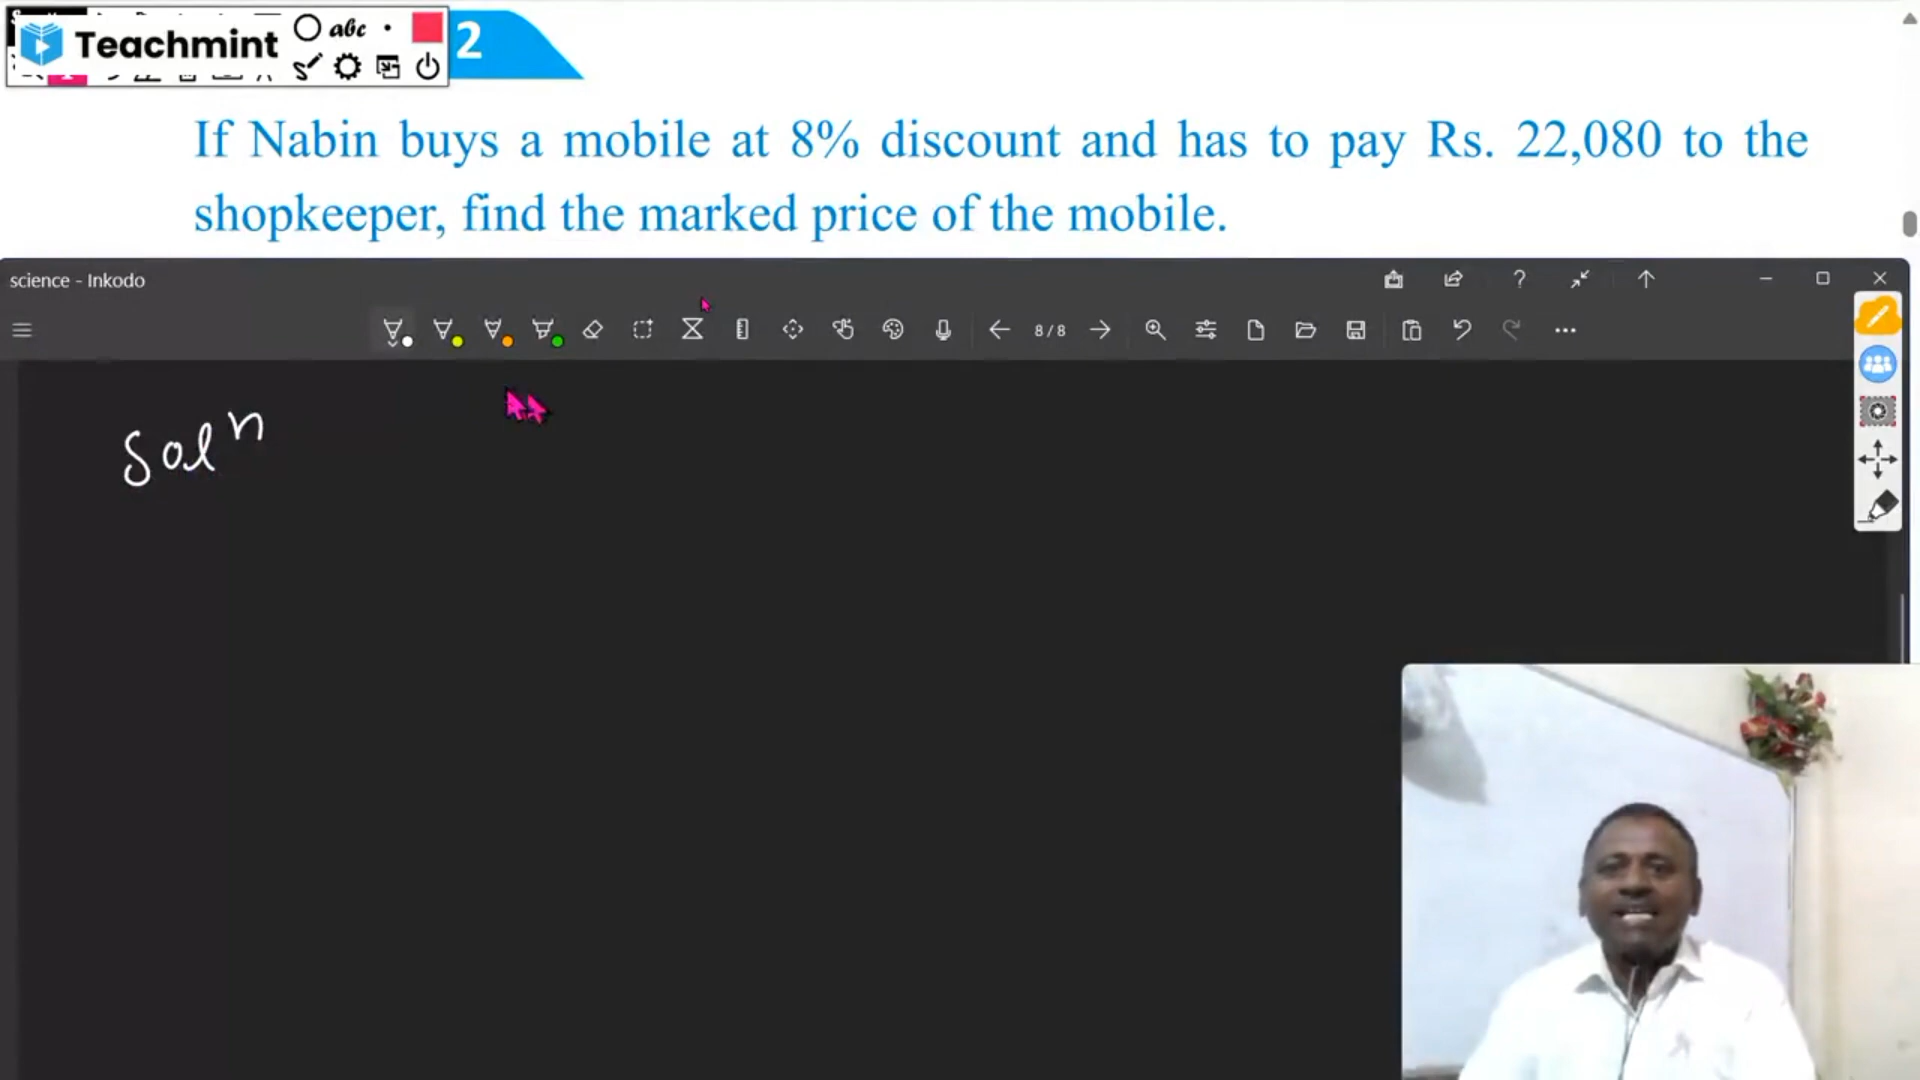 Teachmint
abc
2
If Nabin buys a mobile at 8% discount and has to pay Rs. 22,080 to the
shopkeeper, find the marked price of the mobile.
science - Inkodo
8/8
Solⁿ